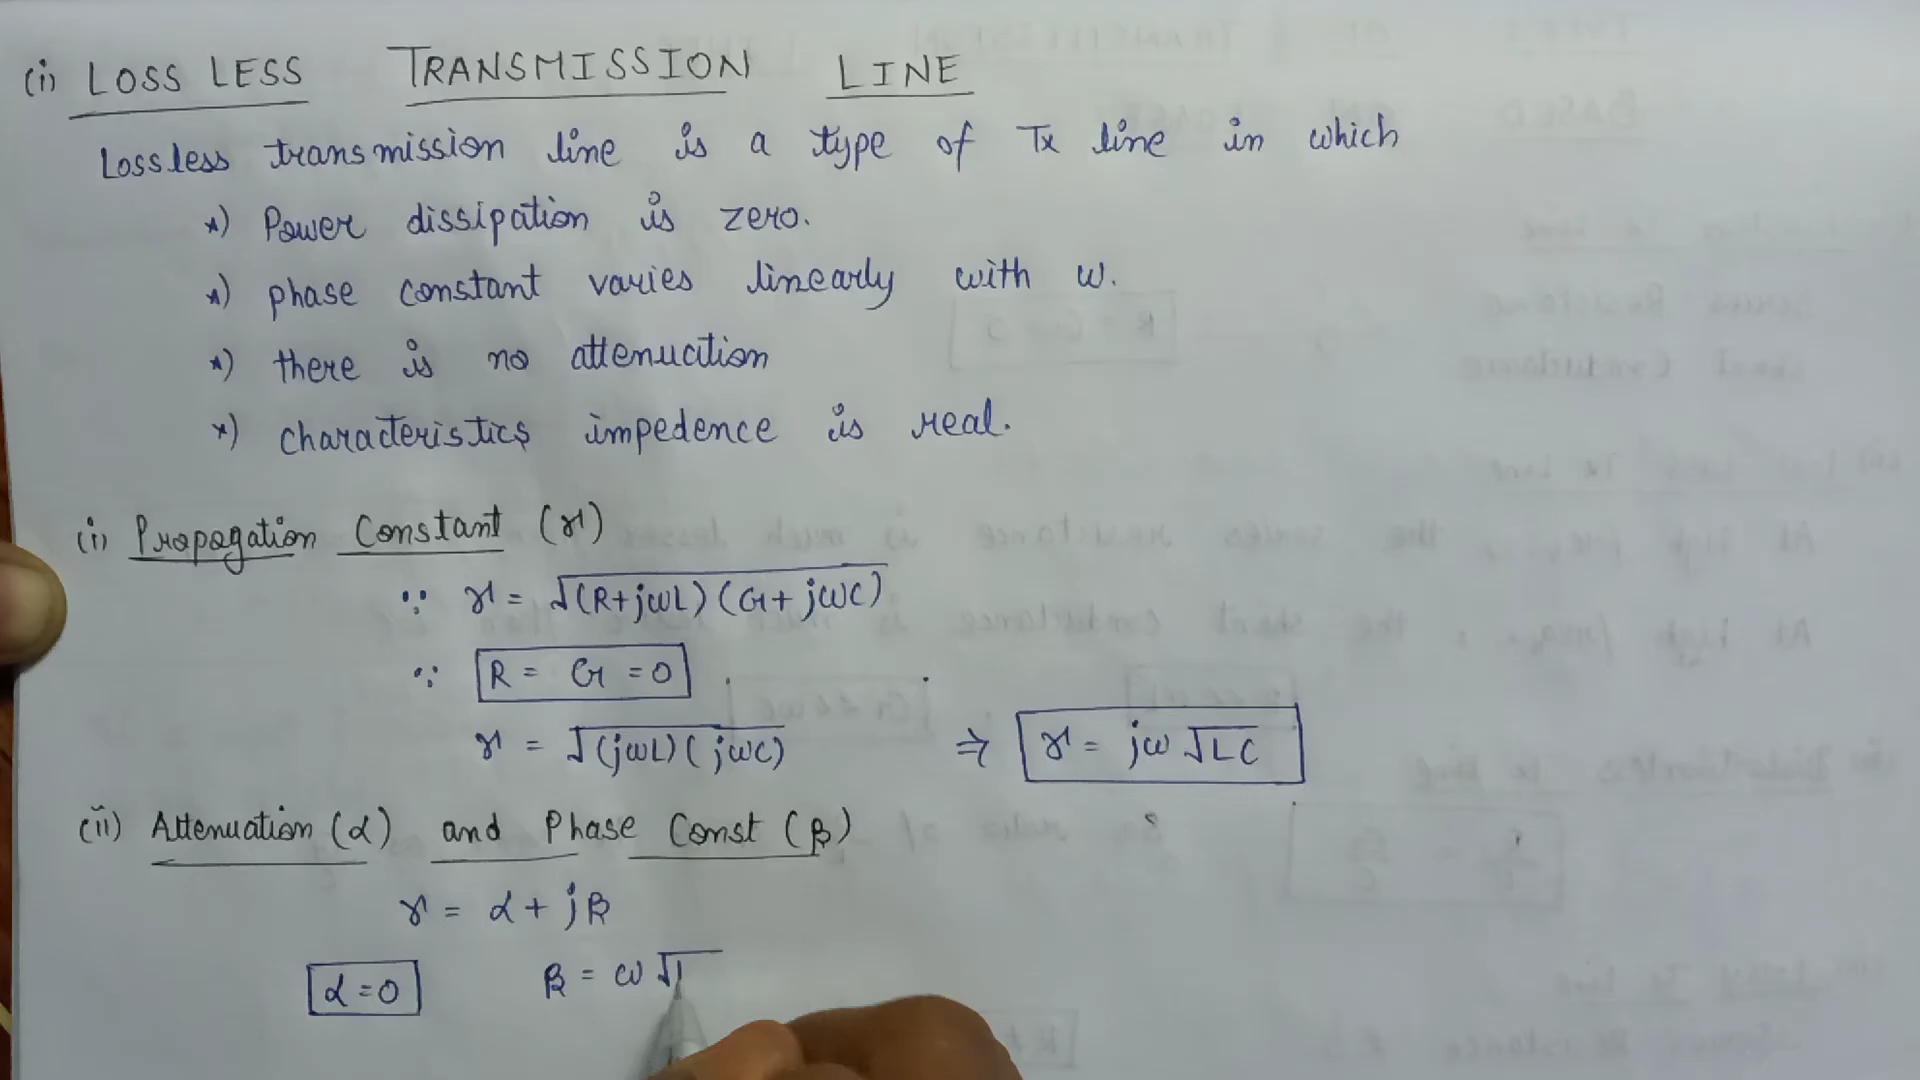 (i) LOSS LESS TRANSMISSION LINE
Lossless transmission line is a type of Tx line in which
*) Power dissipation is zero.
*) phase constant varies linearly with ω.
*) there is no attenuation
*) characteristics impedence is real.
(i) Propagation Constant (γ)
∵ γ = √(R+jωL)(G+jωC)
∵ R = G = 0
γ = √(jωL)(jωC) ⇒ γ = jω√LC
(ii) Attenuation (α) and Phase Const (β)
γ = α + jβ
α = 0 β = ω√